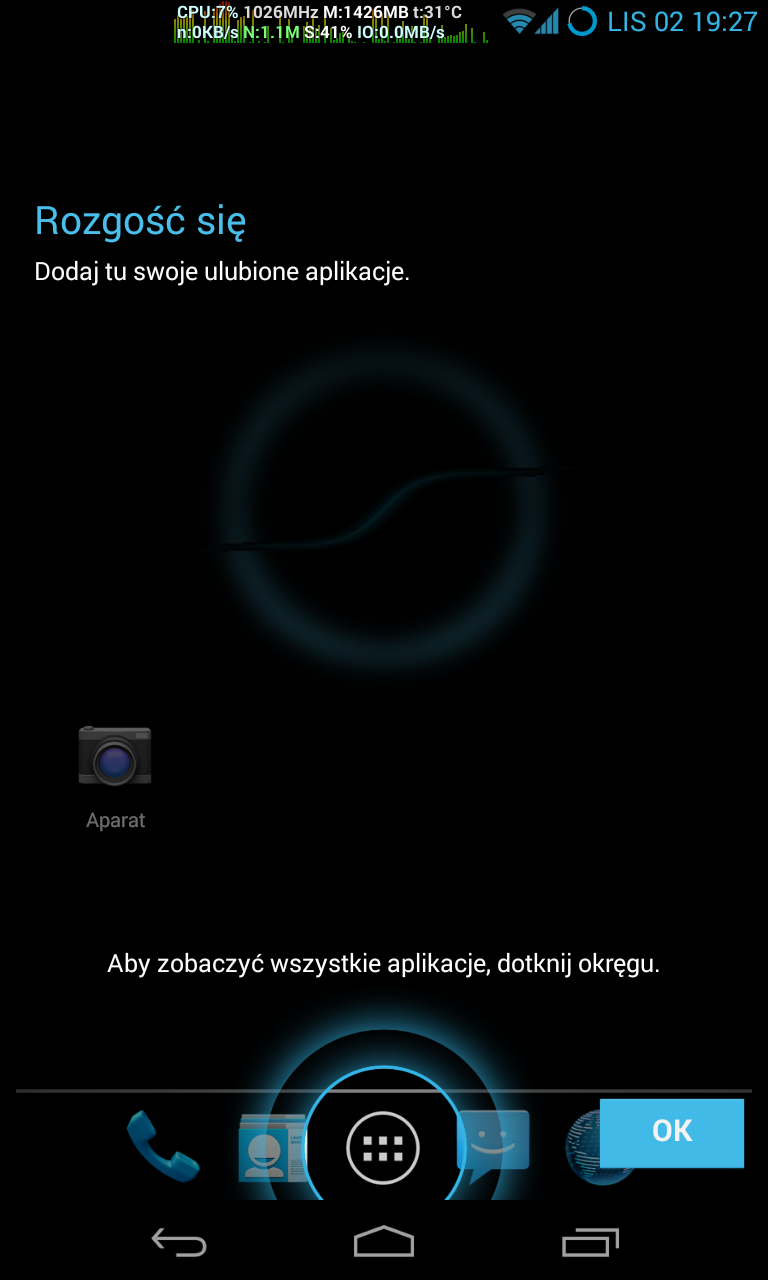 CPU:7% 1026MHz M:1426MB t:31°C
n:0KB/s N:1.1M S:41% IO:0.0MB/s
LIS 02 19:27
Rozgość się
Dodaj tu swoje ulubione aplikacje.
Aparat
Aby zobaczyć wszystkie aplikacje, dotknij okręgu.
OK